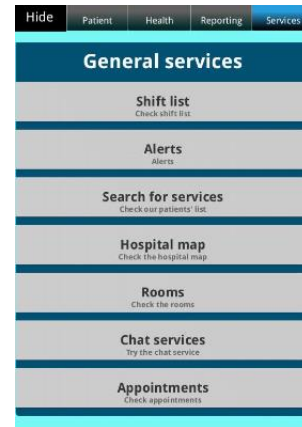 Hide Patient Health Reporting Services
General services
Shift list
Check shift list
Alerts
Alerts
Search for services
Check our patients' list
Hospital map
Check the hospital map
Rooms
Check the rooms
Chat services
Try the chat service
Appointments
Check appointments